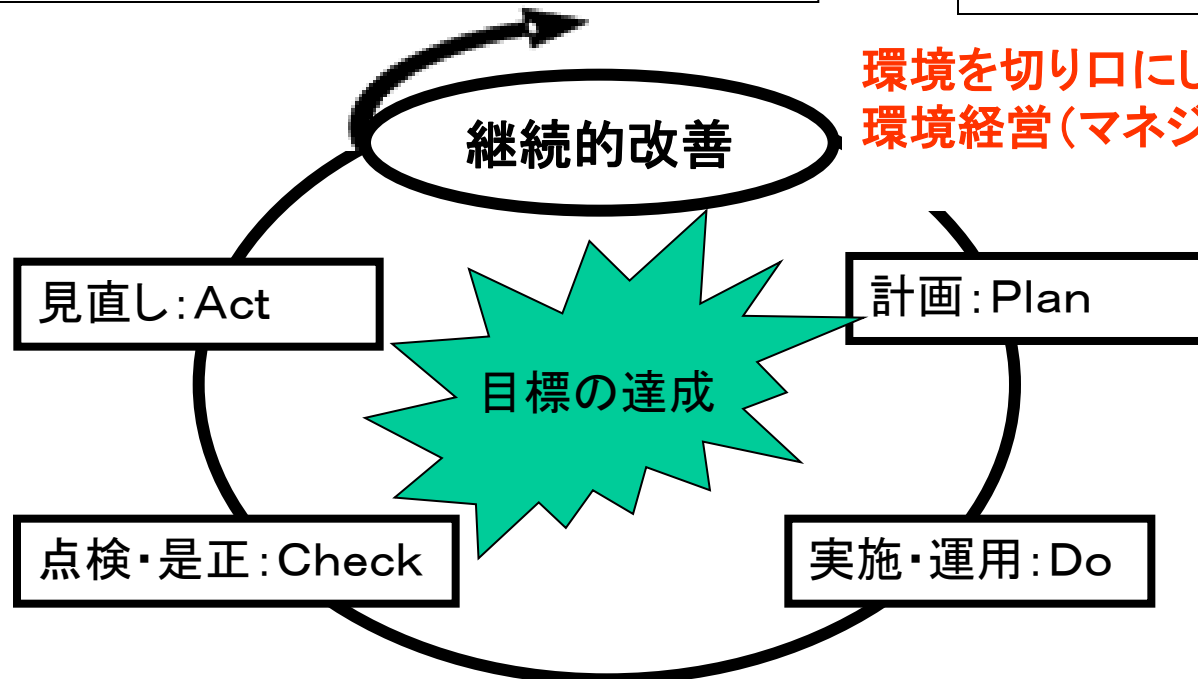 環境を切り口にし
環境経営（マネジ
継続的改善
見直し：Act
計画：Plan
目標の達成
点検・是正：Check
実施・運用：Do